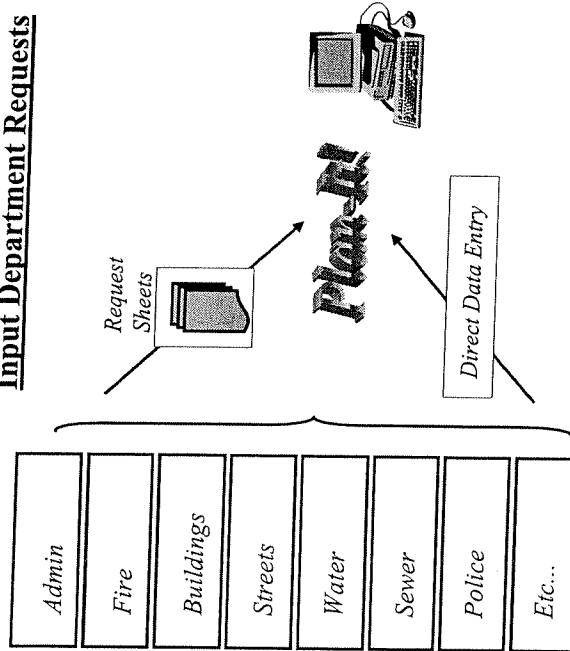 Input Department Requests
Admin
Fire
Buildings
Streets
Water
Sewer
Police
Etc...
Request
Sheets
Plan-It!
Direct Data Entry